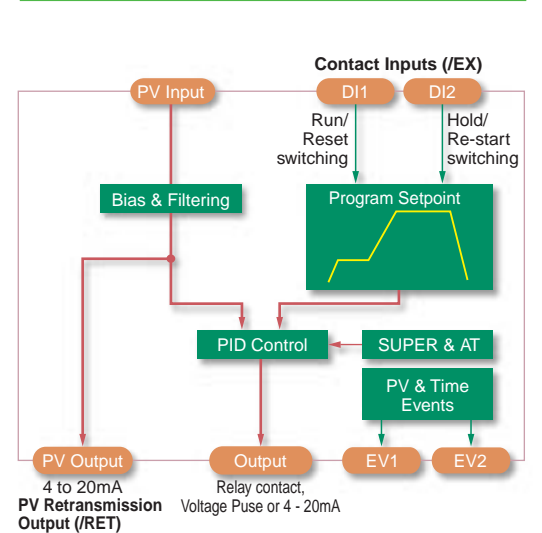 Contact Inputs (/EX)
PV Input
DI1
DI2
Run/
Reset
switching
Hold/
Re-start
switching
Bias & Filtering
Program Setpoint
PID Control
SUPER & AT
PV & Time
Events
PV Output
Output
EV1
EV2
4 to 20mA
PV Retransmission
Output (/RET)
Relay contact,
Voltage Puse or 4 - 20mA